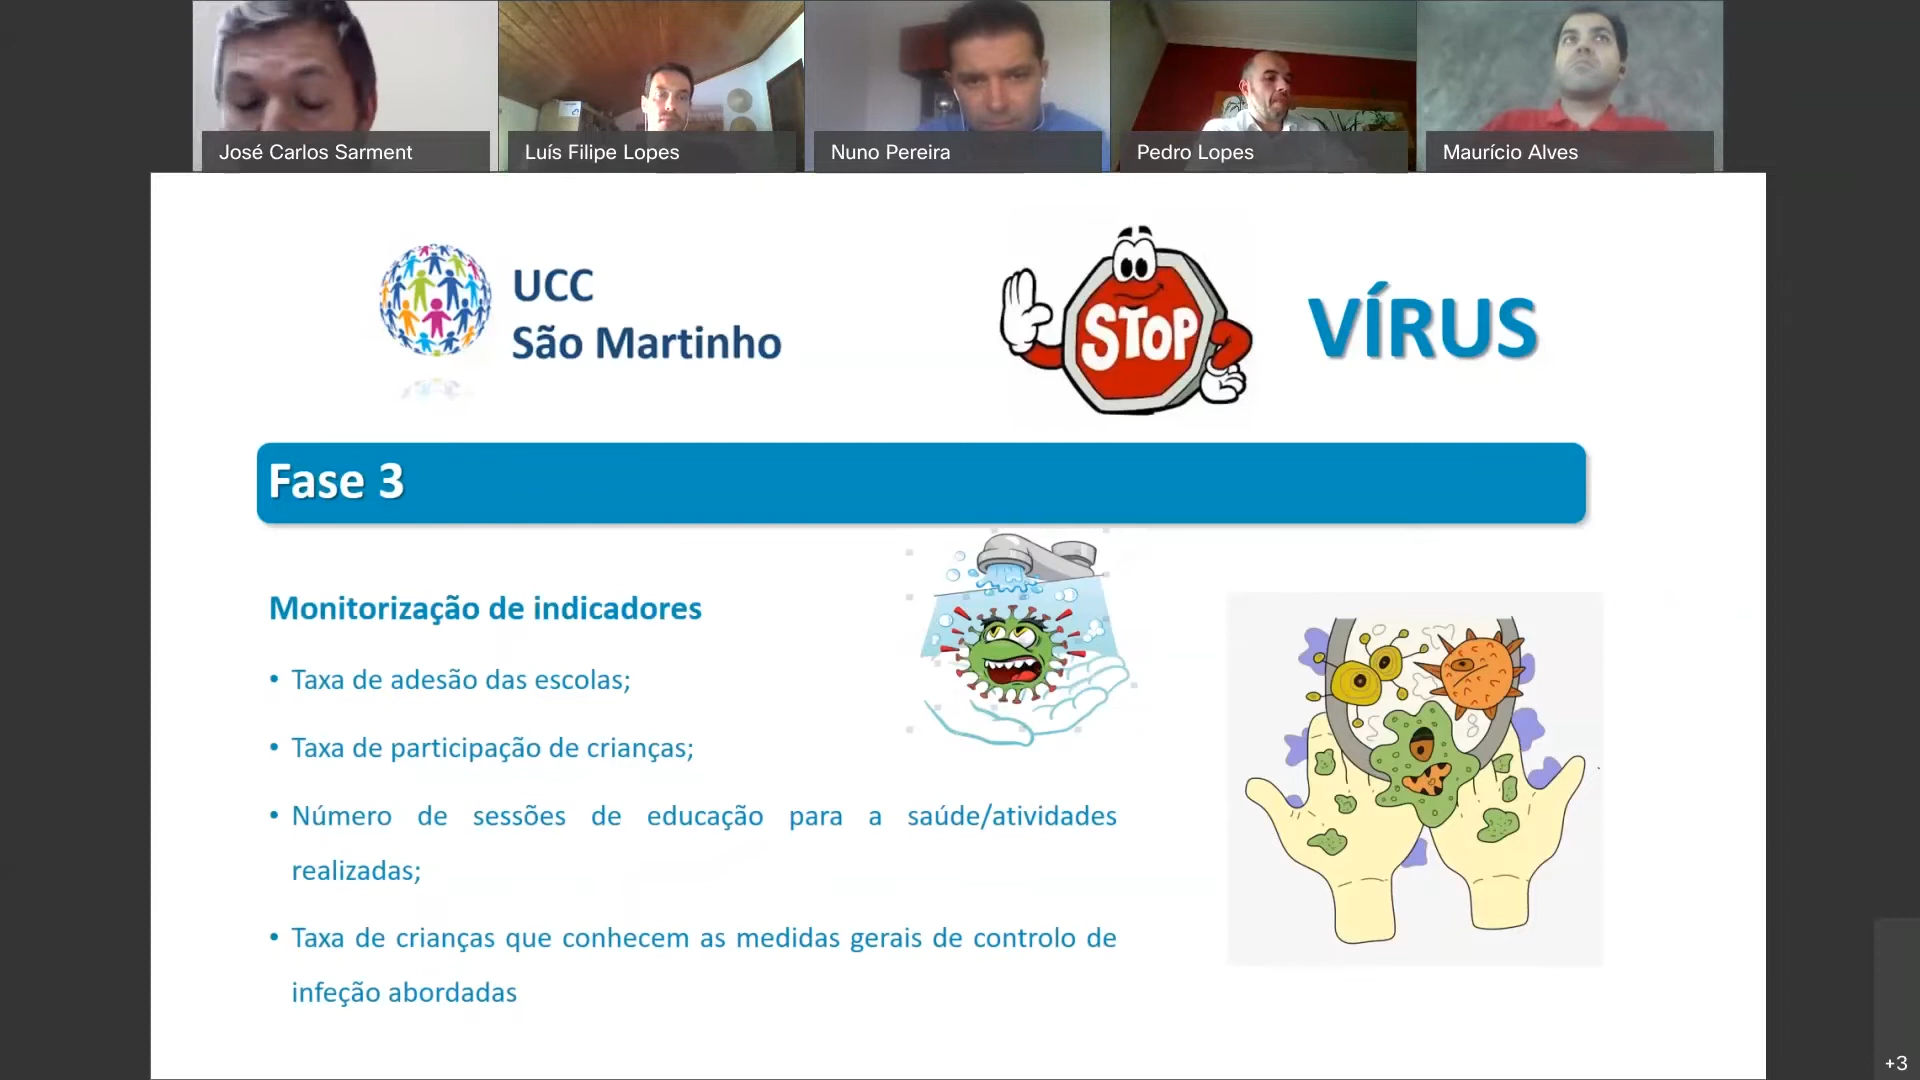 José Carlos Sarment
Luís Filipe Lopes
Nuno Pereira
Pedro Lopes
Maurício Alves
UCC
São Martinho
STOP
VÍRUS
Fase 3
Monitorização de indicadores
• Taxa de adesão das escolas;
• Taxa de participação de crianças;
• Número de sessões de educação para a saúde/atividades
realizadas;
• Taxa de crianças que conhecem as medidas gerais de controlo de
infeção abordadas
+3